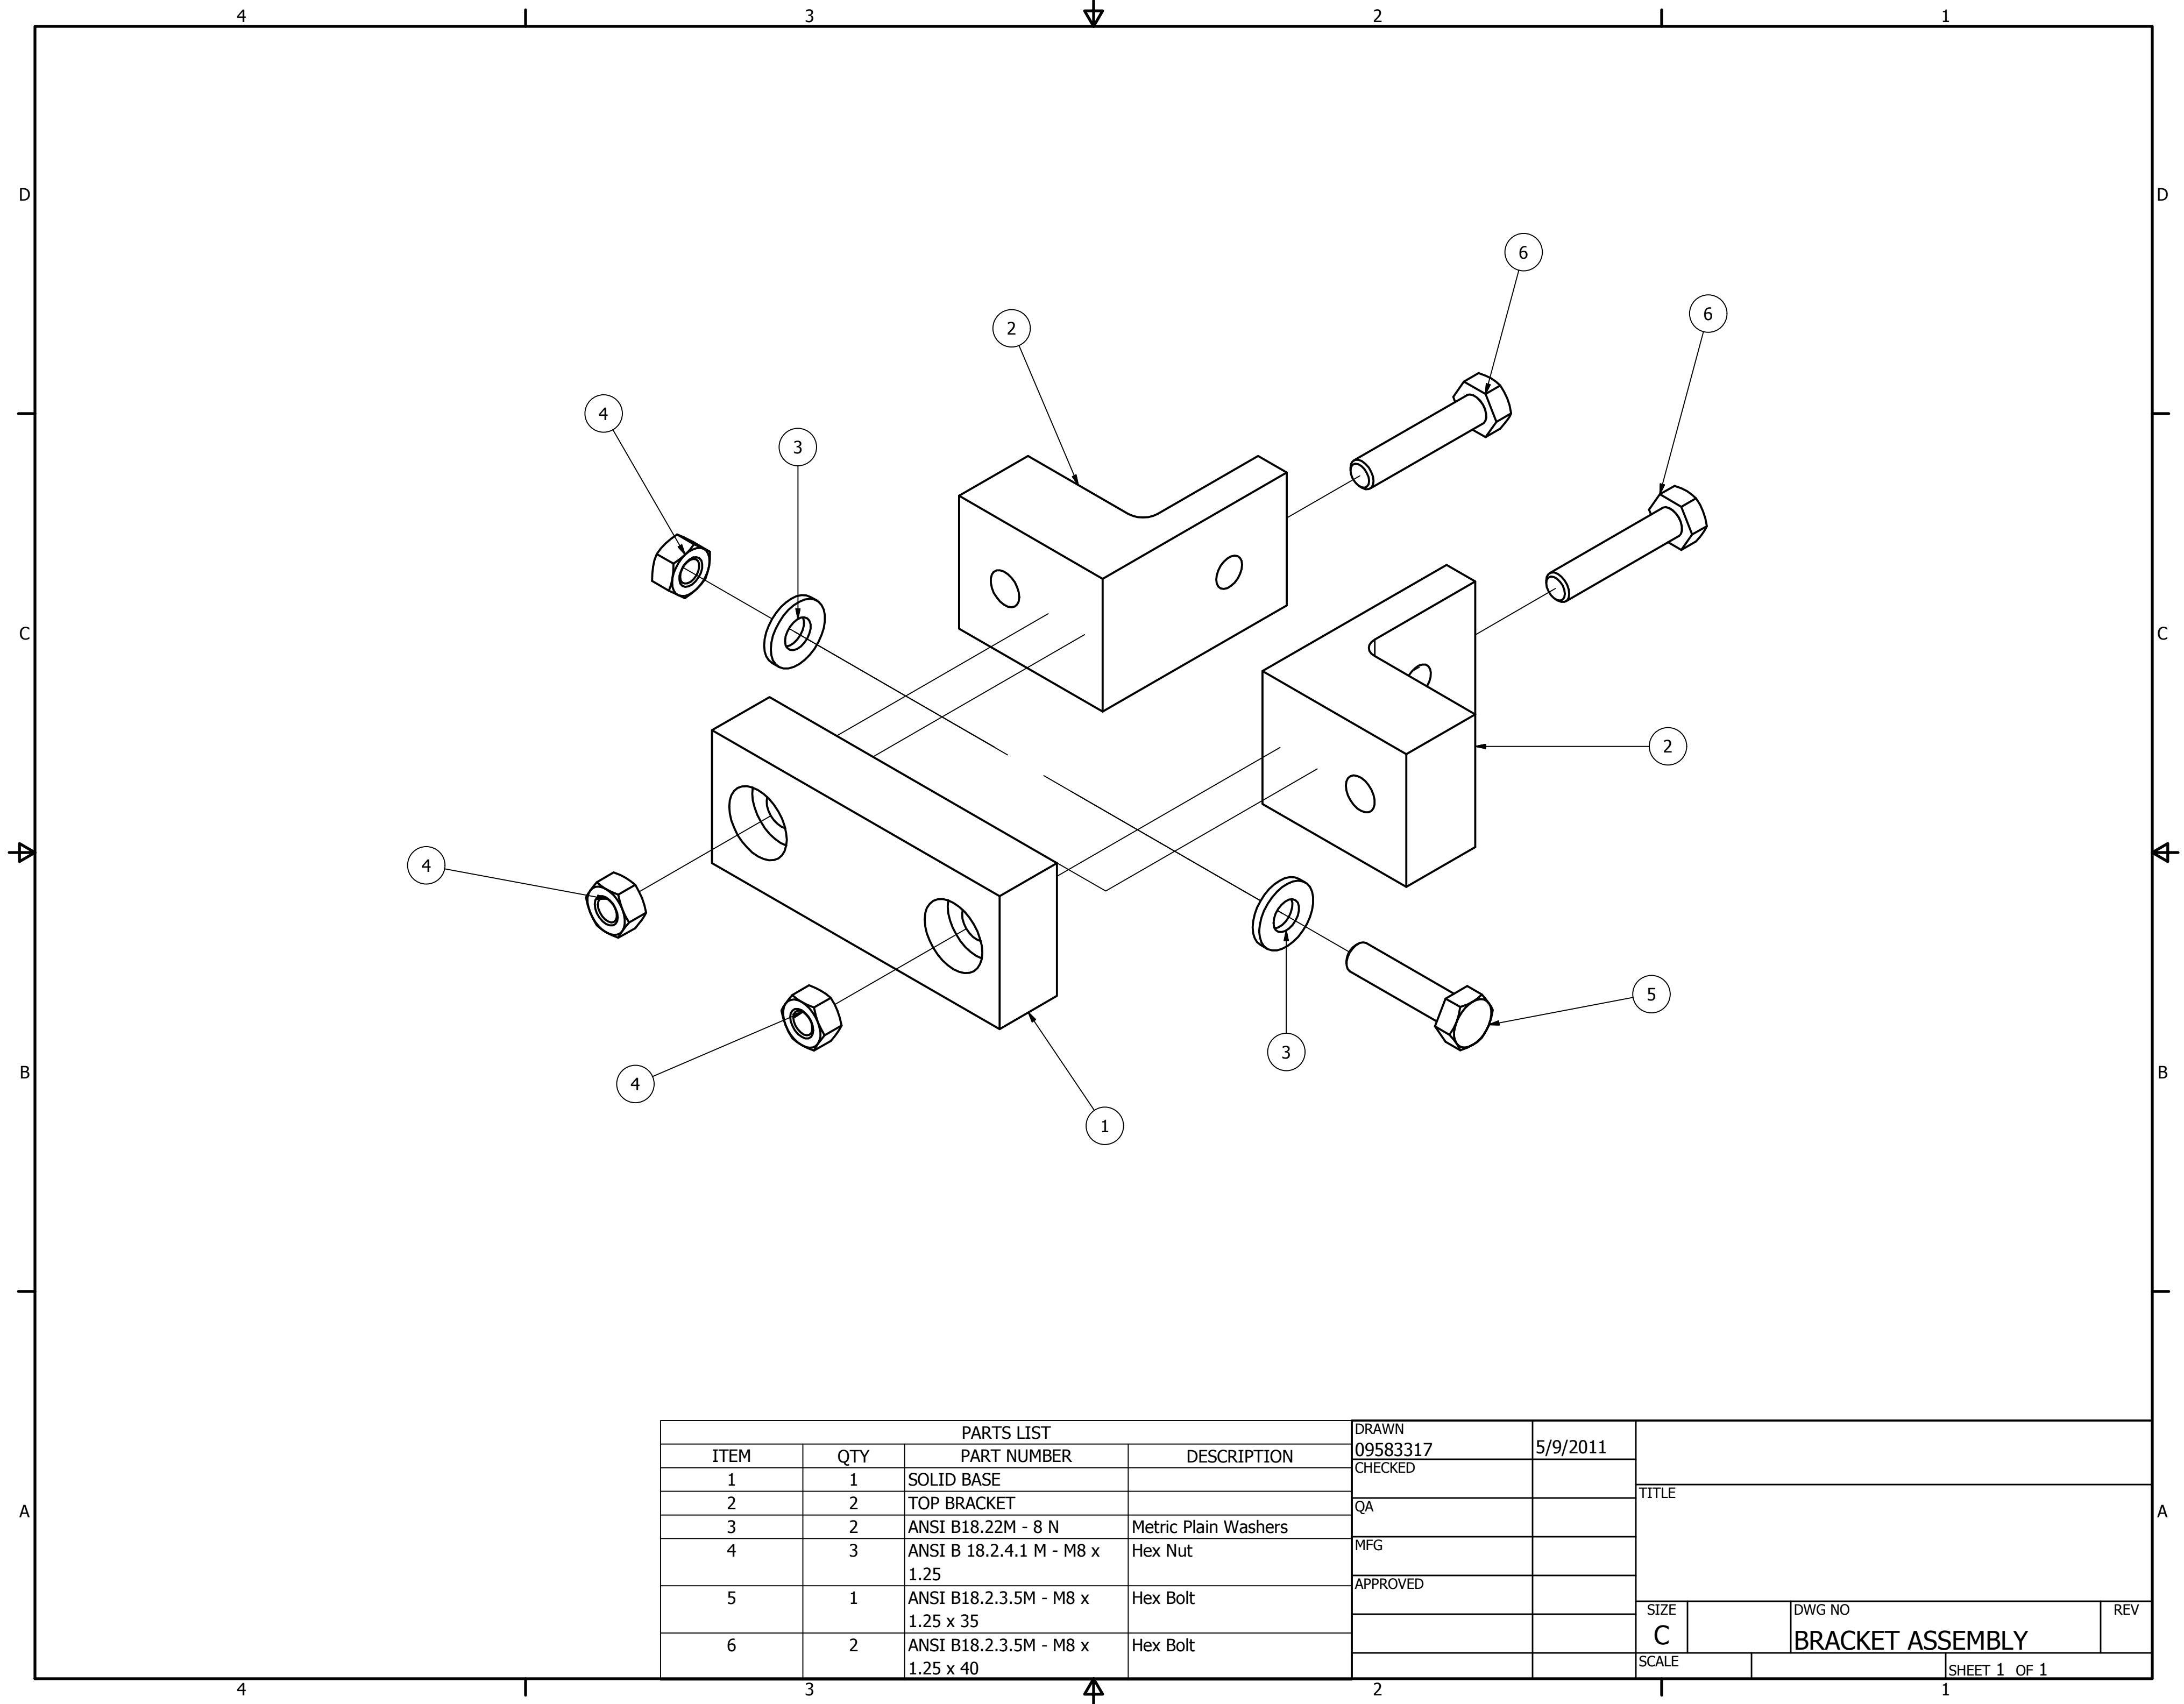 4 3 2 1
D D
6
6
2
4
3
C C
2
4
5
3
B B
4
1
PARTS LIST
ITEM QTY PART NUMBER DESCRIPTION
1 1 SOLID BASE
2 2 TOP BRACKET
3 2 ANSI B18.22M - 8 N Metric Plain Washers
4 3 ANSI B 18.2.4.1 M - M8 x Hex Nut
1.25
5 1 ANSI B18.2.3.5M - M8 x Hex Bolt
1.25 x 35
6 2 ANSI B18.2.3.5M - M8 x Hex Bolt
1.25 x 40
DRAWN
09583317 5/9/2011
CHECKED
QA
MFG
APPROVED
TITLE
SIZE
C
DWG NO
BRACKET ASSEMBLY
REV
SCALE
SHEET 1 OF 1
A A
4 3 2 1